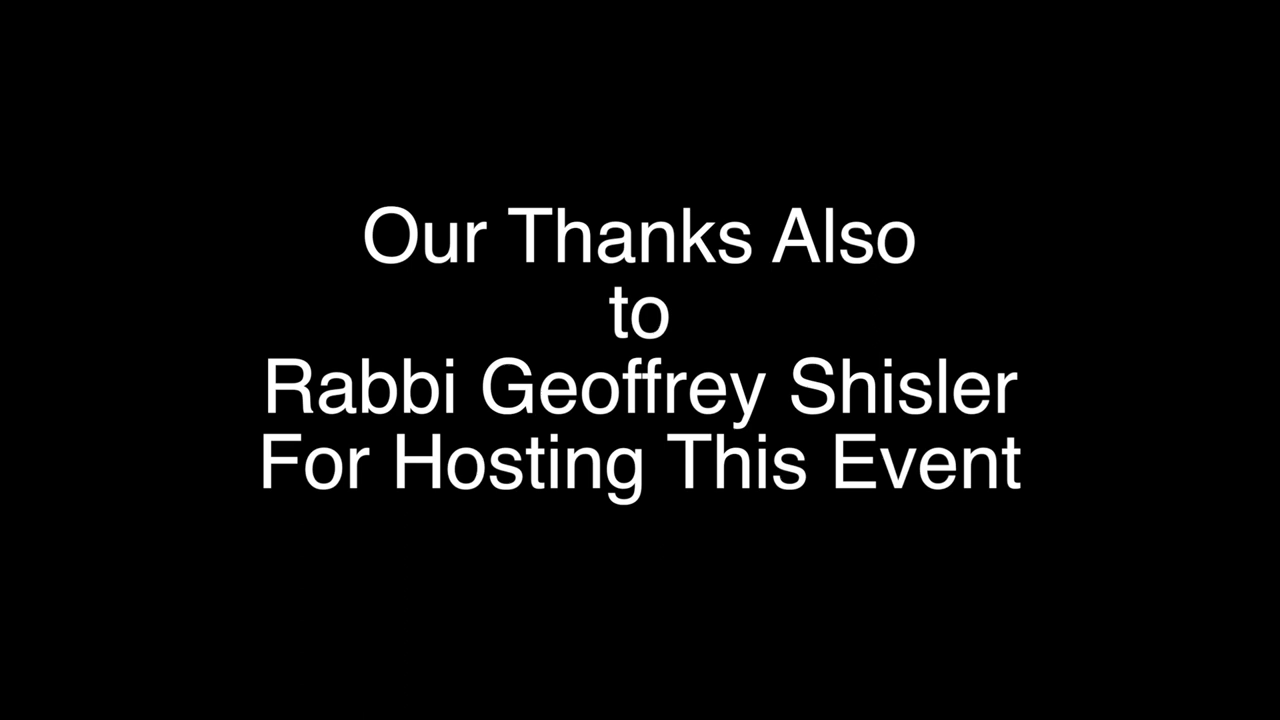 Our Thanks Also
to
Rabbi Geoffrey Shisler
For Hosting This Event